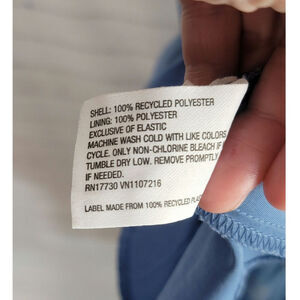 SHELL: 100% RECYCLED POLYESTER
LINING: 100% POLYESTER
EXCLUSIVE OF ELASTIC
MACHINE WASH COLD WITH LIKE COLORS
CYCLE. ONLY NON-CHLORINE BLEACH IF
TUMBLE DRY LOW. REMOVE PROMPTLY
IF NEEDED.
RN17730 VN1107216
LABEL MADE FROM 100% RECYCLED